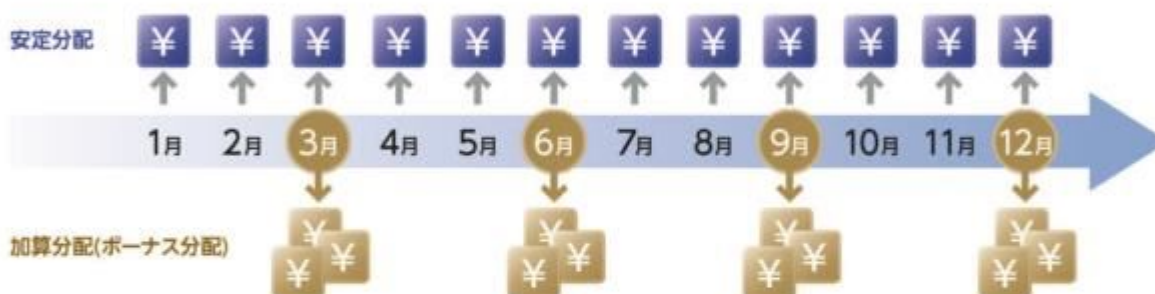 安定分配 ¥ ¥ ¥ ¥ ¥ ¥ ¥ ¥ ¥ ¥ ¥ ¥
1月 2月 3月 4月 5月 6月 7月 8月 9月 10月 11月 12月
加算分配(ボーナス分配) ¥ ¥ ¥ ¥ ¥ ¥ ¥ ¥ ¥ ¥ ¥ ¥